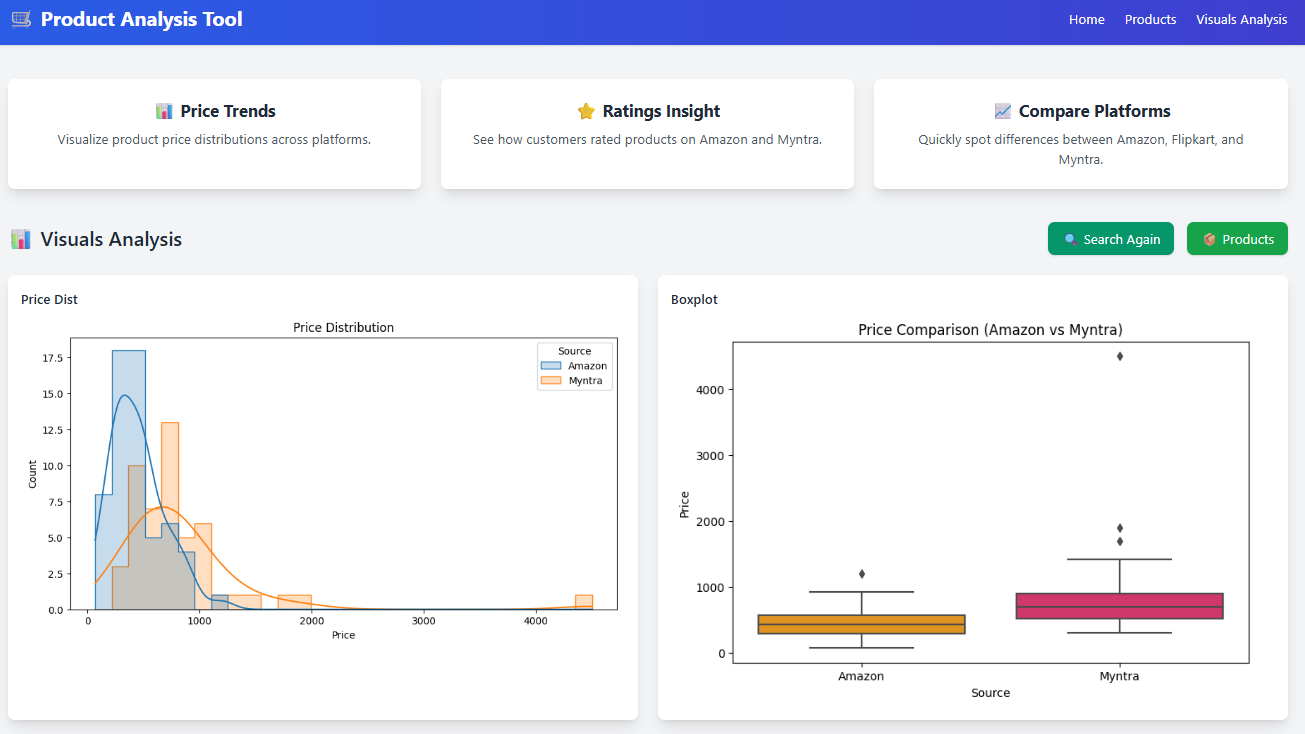 Product Analysis Tool
Home Products Visuals Analysis
Price Trends
Visualize product price distributions across platforms.
Ratings Insight
See how customers rated products on Amazon and Myntra.
Compare Platforms
Quickly spot differences between Amazon, Flipkart, and
Myntra.
Visuals Analysis
Search Again
Products
Price Dist
Price Distribution
Source
Amazon
Myntra
Count
17.5
15.0
12.5
10.0
7.5
5.0
2.5
0.0
0 1000 2000 3000 4000
Price
Boxplot
Price Comparison (Amazon vs Myntra)
Price
4000
3000
2000
1000
0
Amazon Myntra
Source